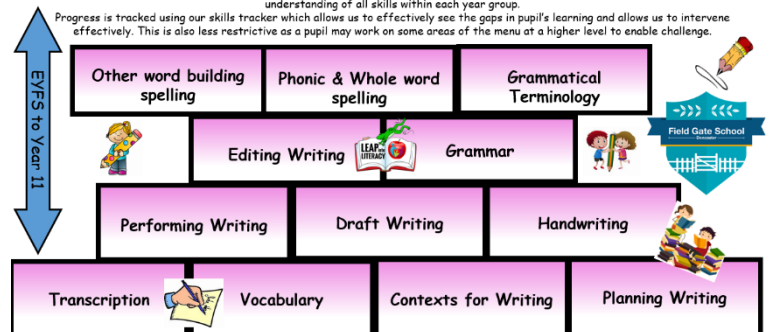 understanding of all skills within each year group.
Progress is tracked using our skills tracker which allows us to effectively see the gaps in pupil's learning and allows us to intervene
effectively. This is also less restrictive as a pupil may work on some areas of the menu at a higher level to enable challenge.
EYFS to Year 11
Other word building
spelling
Phonic & Whole word
spelling
Grammatical
Terminology
Editing Writing
LEAP
LITERACY
Grammar
Field Gate School
Doncaster
Performing Writing
Draft Writing
Handwriting
Transcription
Vocabulary
Contexts for Writing
Planning Writing